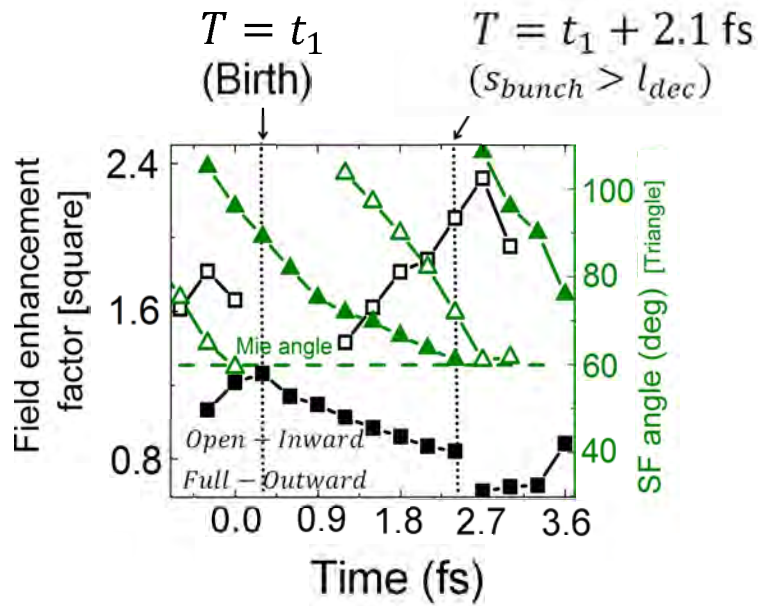 T = t₁
(Birth)
T = t₁ + 2.1 fs
(s_bunch > l_dec)
Field enhancement
factor [square]
2.4
1.6
0.8
Mie angle
Open – Inward
Full – Outward
100
80
60
40
SF angle (deg) [Triangle]
0.0 0.9 1.8 2.7 3.6
Time (fs)